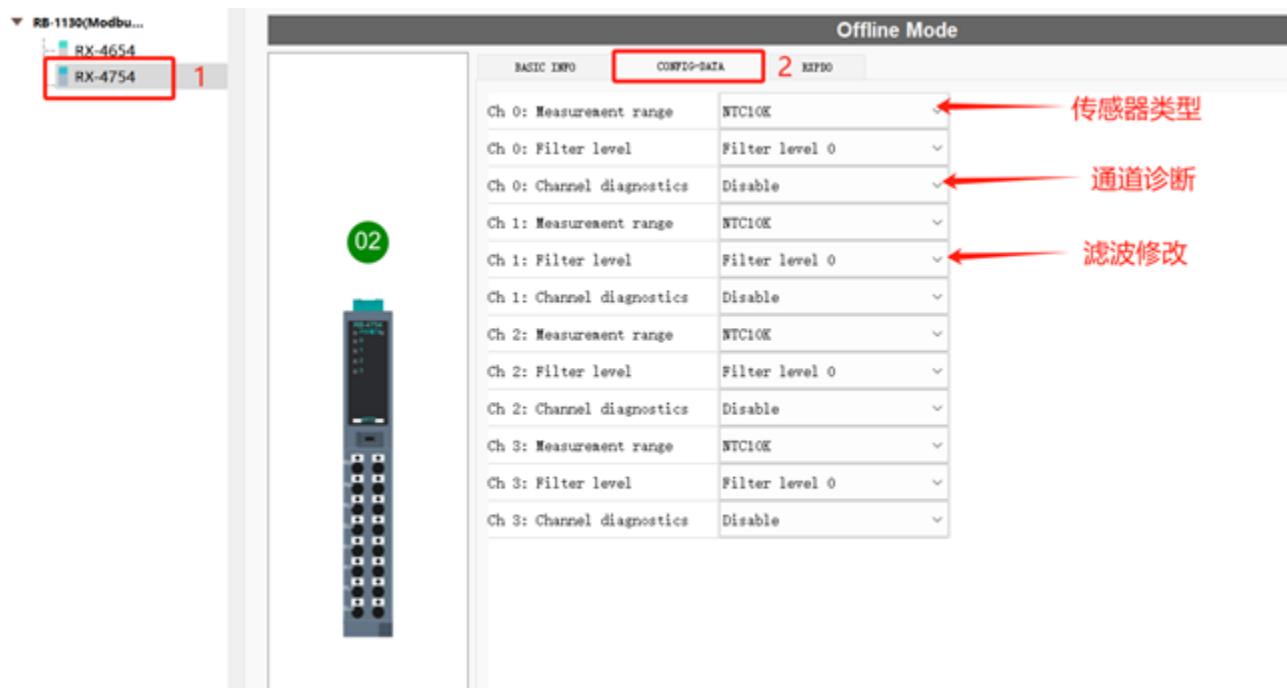 RB-1130(Modbu...
RX-4654
RX-4754
1
Offline Mode
BASIC INFO
CONFIG-DATA
2
RXPDO
Ch 0: Measurement range
NTC10K
传感器类型
Ch 0: Filter level
Filter level 0
Ch 0: Channel diagnostics
Disable
通道诊断
Ch 1: Measurement range
NTC10K
Ch 1: Filter level
Filter level 0
滤波修改
Ch 1: Channel diagnostics
Disable
Ch 2: Measurement range
NTC10K
Ch 2: Filter level
Filter level 0
Ch 2: Channel diagnostics
Disable
Ch 3: Measurement range
NTC10K
Ch 3: Filter level
Filter level 0
Ch 3: Channel diagnostics
Disable
02
RB-4754